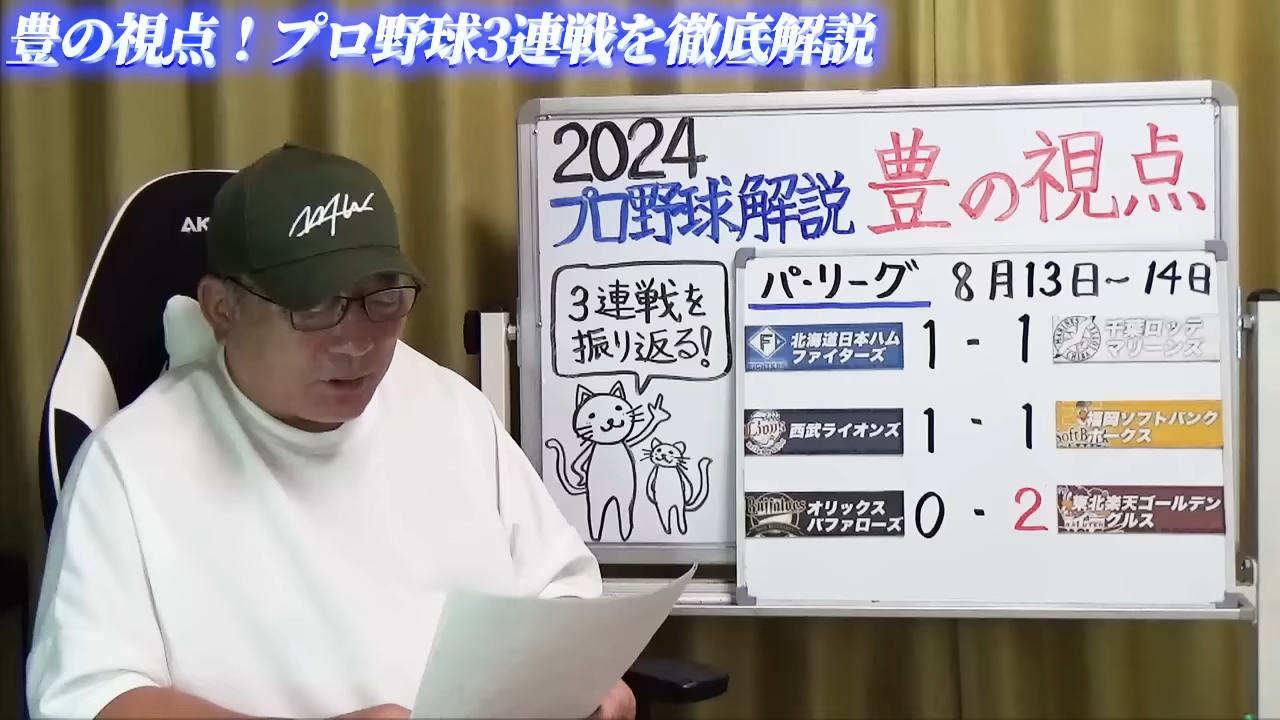 豊の視点！プロ野球3連戦を徹底解説
2024
プロ野球解説
豊の視点
3連戦を
振り返る!
パ・リーグ 8月13日~14日
北海道日本ハム
ファイターズ
1 - 1
千葉ロッテ
マリーンズ
西武ライオンズ
1 - 1
福岡ソフトバンク
ホークス
オリックス
バファローズ
0 - 2
東北楽天ゴールデン
グルス